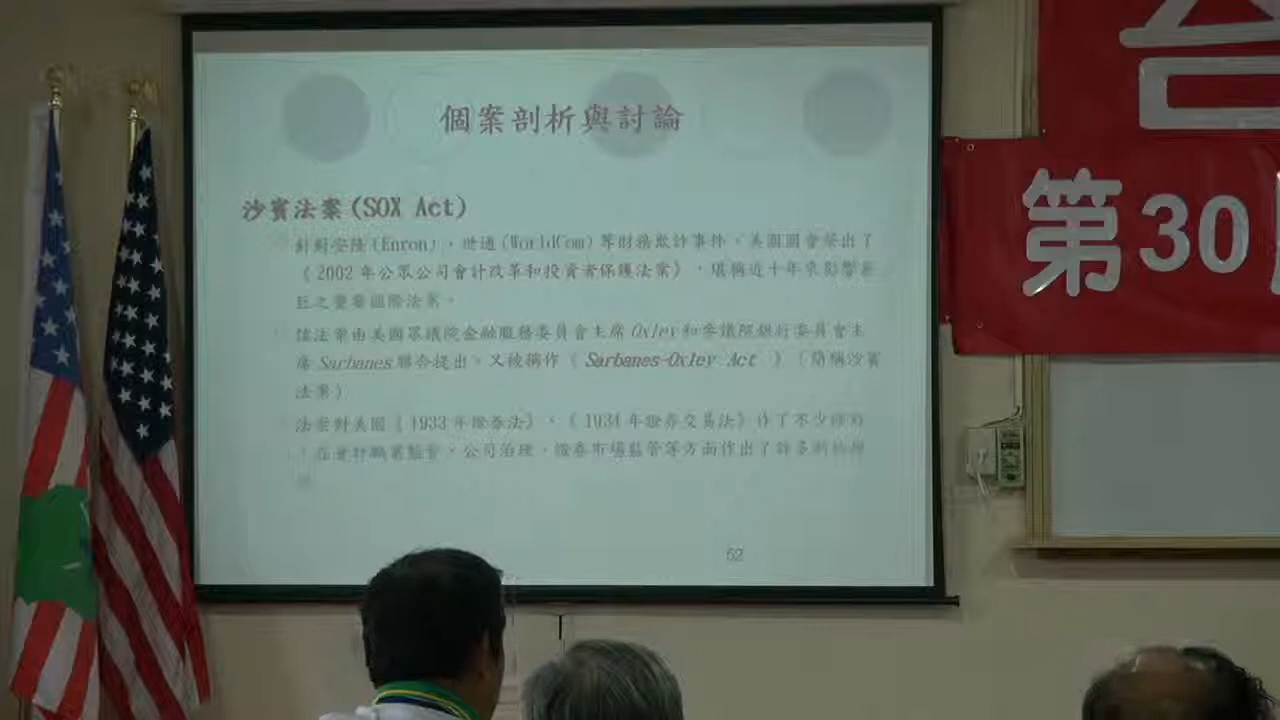 個案剖析與討論
沙賓法案(SOX Act)
針對安隆(Enron)、世通(WorldCom)等財務欺詐事件，美國國會祭出了
《2002 年公眾公司會計改革和投資者保護法案》，堪稱近十年來影響甚
巨之重要國際法案。
法案由美國眾議院金融服務委員會主席 Oxley 和參議院銀行委員會主
席 Sarbanes 聯合提出，又被稱作《 Sarbanes-Oxley Act 》（簡稱沙賓
法案）
法案對美國《1933 年證券法》、《1934 年證券交易法》作了不少修
，在會計職業監管，公司治理，證券市場監管等方面作出了許多新的
62
台
第30